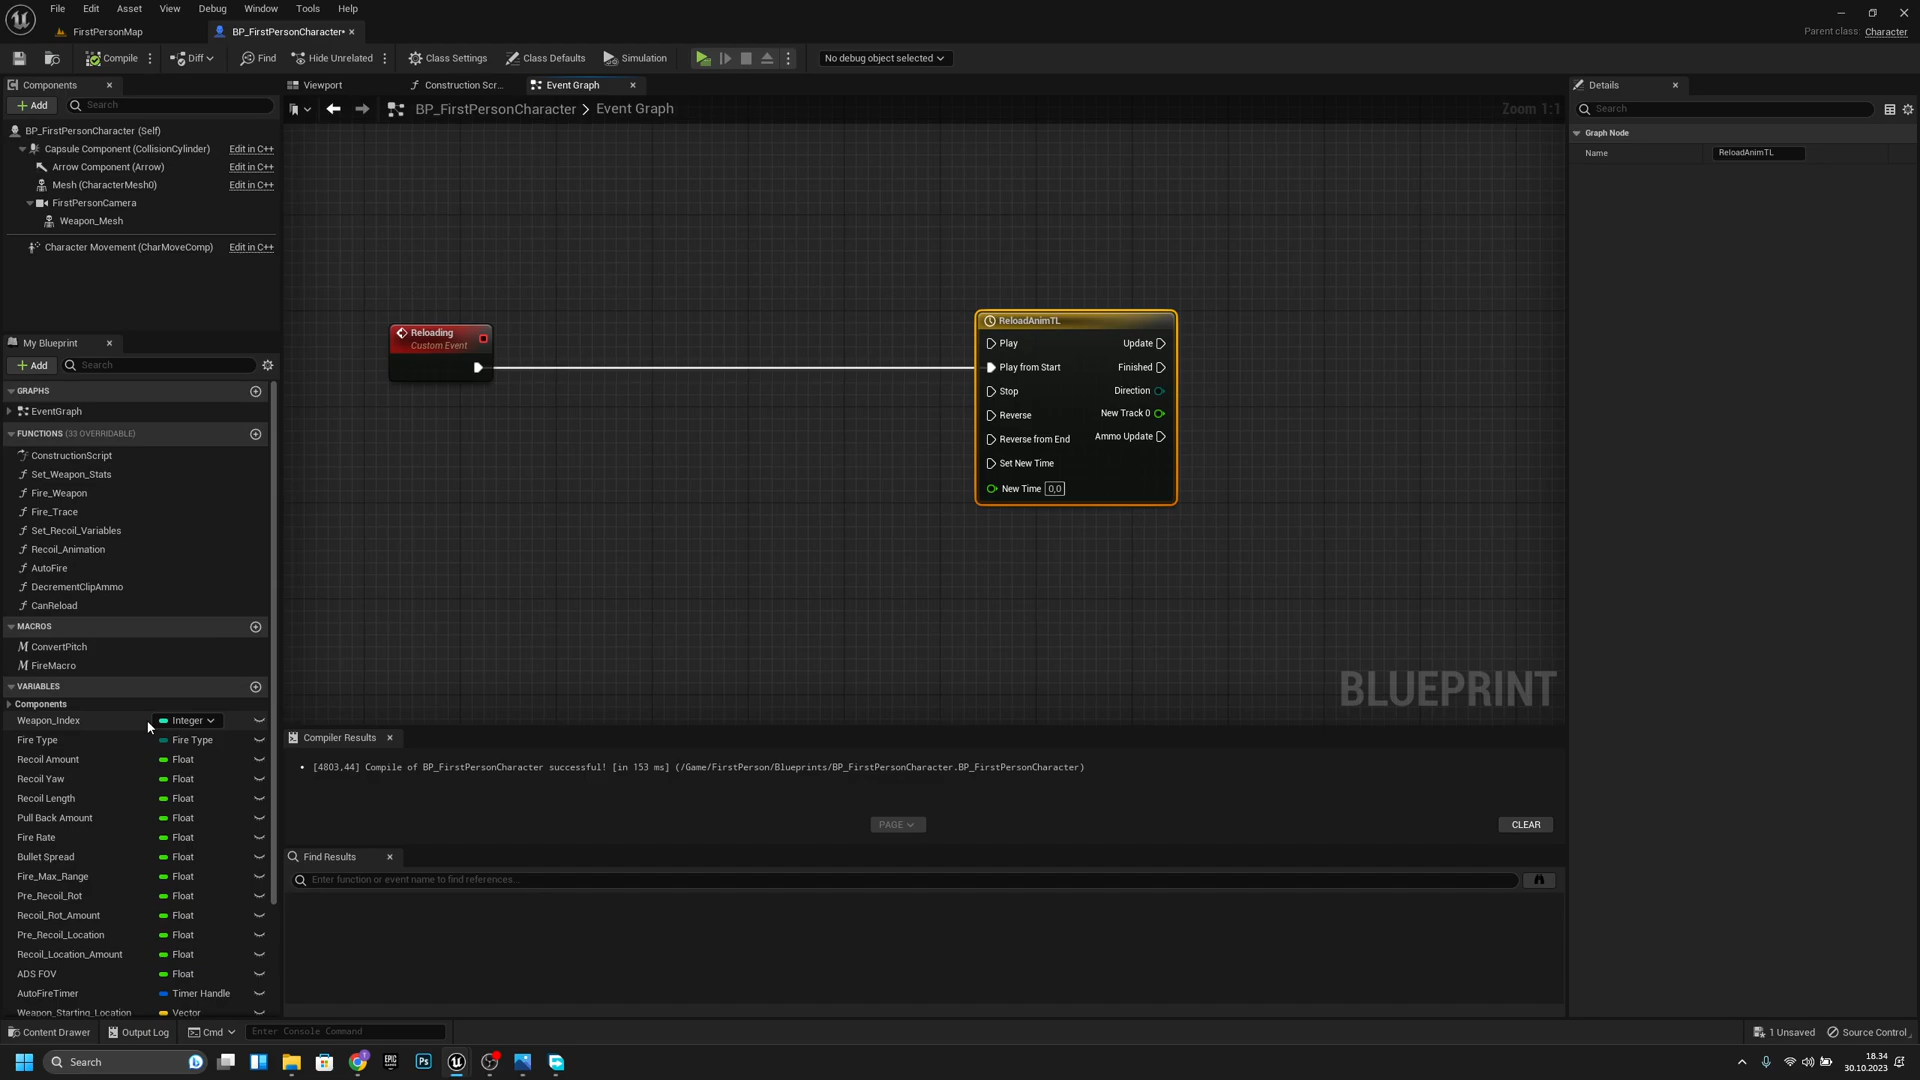 File Edit Asset View Debug Window Tools Help
FirstPersonMap
BP_FirstPersonCharacter•
Parent class: Character
Compile
Diff
Find
Hide Unrelated
Class Settings
Class Defaults
Simulation
No debug object selected
Components
Add
Search
BP_FirstPersonCharacter (Self)
Capsule Component (CollisionCylinder) Edit in C++
Arrow Component (Arrow) Edit in C++
Mesh (CharacterMesh0) Edit in C++
FirstPersonCamera
Weapon_Mesh
Character Movement (CharMoveComp) Edit in C++
My Blueprint
Add
Search
GRAPHS
EventGraph
FUNCTIONS (33 OVERRIDABLE)
ConstructionScript
Set_Weapon_Stats
Fire_Weapon
Fire_Trace
Set_Recoil_Variables
Recoil_Animation
AutoFire
DecrementClipAmmo
CanReload
MACROS
ConvertPitch
FireMacro
VARIABLES
Components
Weapon_Index Integer
Fire Type Fire Type
Recoil Amount Float
Recoil Yaw Float
Recoil Length Float
Pull Back Amount Float
Fire Rate Float
Bullet Spread Float
Fire_Max_Range Float
Pre_Recoil_Rot Float
Recoil_Rot_Amount Float
Pre_Recoil_Location Float
Recoil_Location_Amount Float
ADS FOV Float
AutoFireTimer Timer Handle
Weapon_Starting_Location Vector
Viewport
Construction Scr...
Event Graph
BP_FirstPersonCharacter > Event Graph
Zoom 1:1
Reloading
Custom Event
ReloadAnimTL
Play Update
Play from Start Finished
Stop Direction
Reverse New Track 0
Reverse from End Ammo Update
Set New Time
New Time 0,0
BLUEPRINT
Compiler Results
[4803,44] Compile of BP_FirstPersonCharacter successful! [in 153 ms] (/Game/FirstPerson/Blueprints/BP_FirstPersonCharacter.BP_FirstPersonCharacter)
PAGE
CLEAR
Find Results
Enter function or event name to find references...
Details
Search
Graph Node
Name ReloadAnimTL
Content Drawer
Output Log
Cmd
Enter Console Command
1 Unsaved
Source Control
Search
EPIC
Ps
18.34
30.10.2023